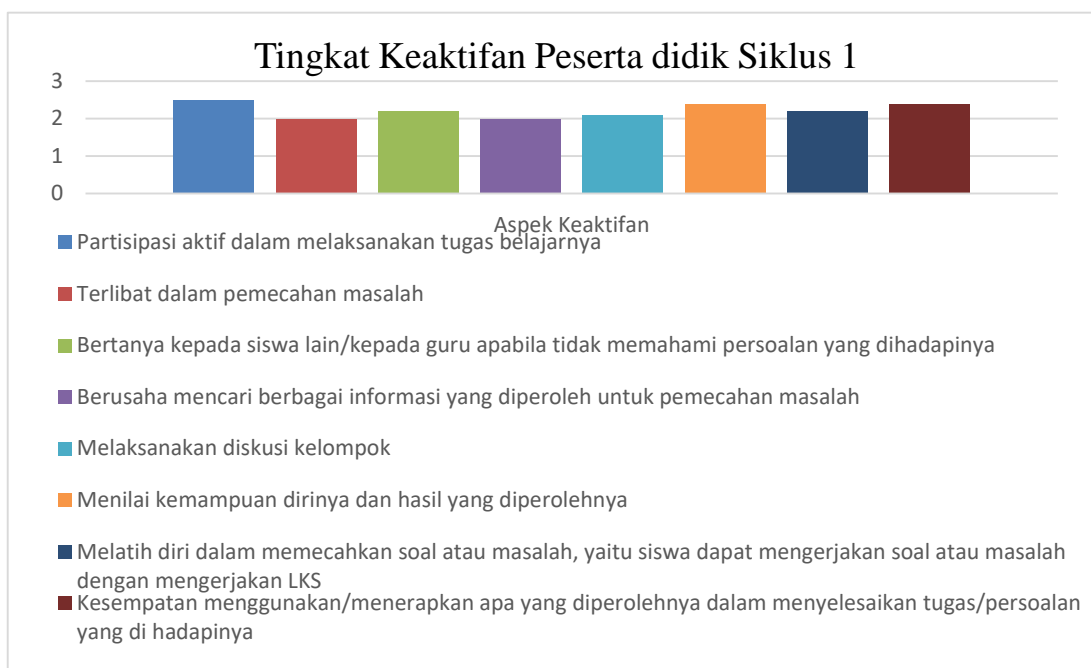 Tingkat Keaktifan Peserta didik Siklus 1
3
2
1
0
Aspek Keaktifan
Partisipasi aktif dalam melaksanakan tugas belajarnya
Terlibat dalam pemecahan masalah
Bertanya kepada siswa lain/kepada guru apabila tidak memahami persoalan yang dihadapinya
Berusaha mencari berbagai informasi yang diperoleh untuk pemecahan masalah
Melaksanakan diskusi kelompok
Menilai kemampuan dirinya dan hasil yang diperolehnya
Melatih diri dalam memecahkan soal atau masalah, yaitu siswa dapat mengerjakan soal atau masalah
dengan mengerjakan LKS
Kesempatan menggunakan/menerapkan apa yang diperolehnya dalam menyelesaikan tugas/persoalan
yang di hadapinya